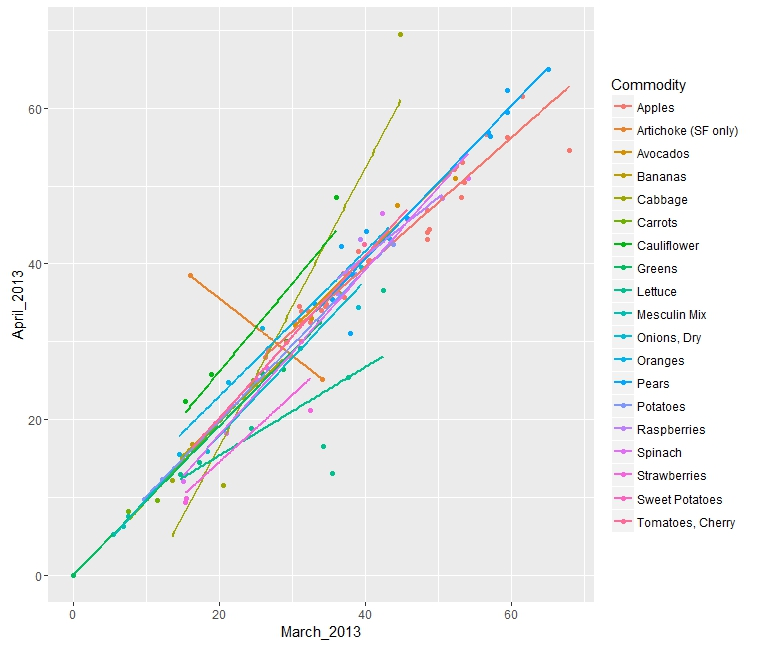 60
40
20
0
April_2013
0 20 40 60
March_2013
Commodity
Apples
Artichoke (SF only)
Avocados
Bananas
Cabbage
Carrots
Cauliflower
Greens
Lettuce
Mesculin Mix
Onions, Dry
Oranges
Pears
Potatoes
Raspberries
Spinach
Strawberries
Sweet Potatoes
Tomatoes, Cherry